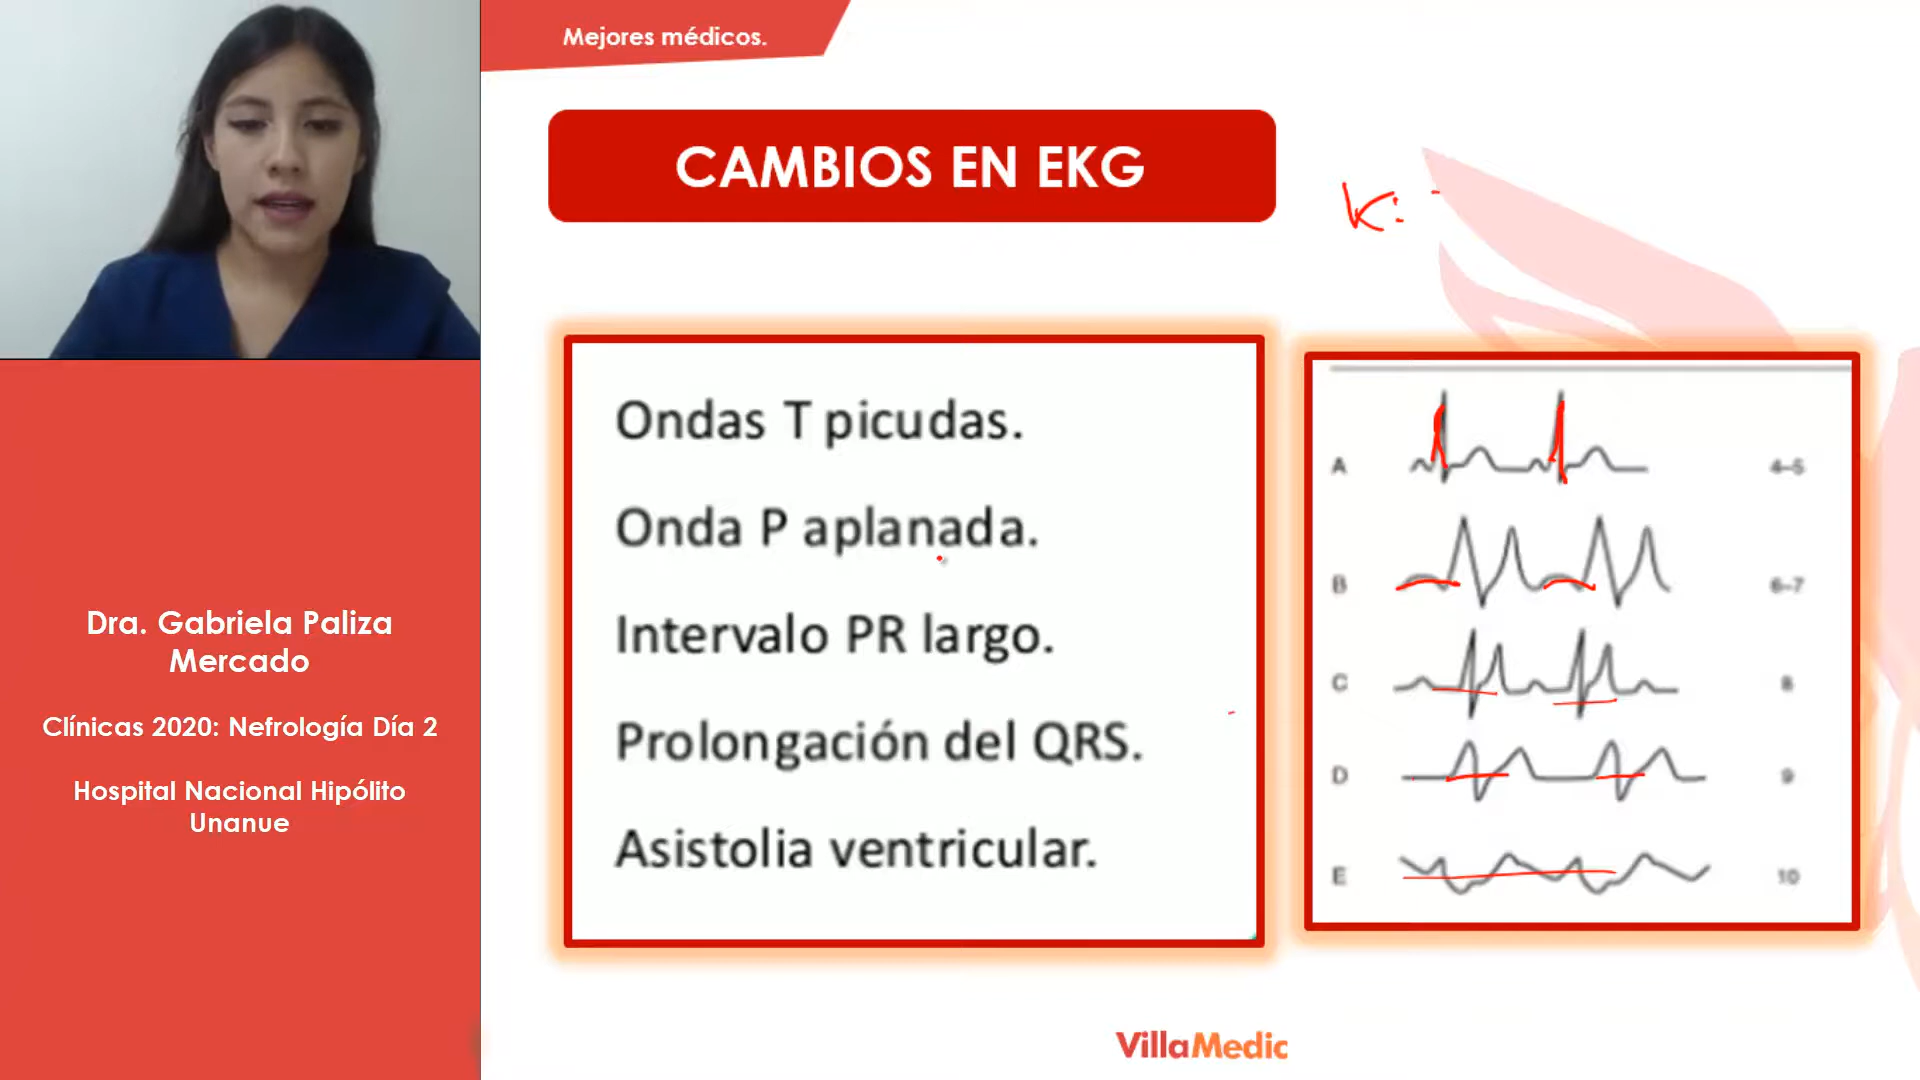 Mejores médicos.
CAMBIOS EN EKG
K:
Ondas T picudas.
Onda P aplanada.
Intervalo PR largo.
Prolongación del QRS.
Asistolia ventricular.
A 4-5
B 6-7
C 8
D 9
E 10
Dra. Gabriela Paliza
Mercado
Clínicas 2020: Nefrología Día 2
Hospital Nacional Hipólito
Unanue
VillaMedic